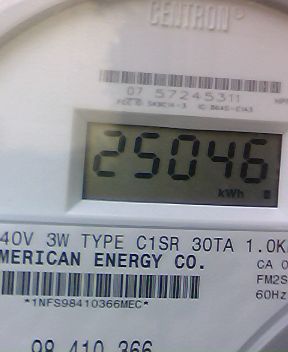 CENTRON®
07 57245311
25046
kWh
40V 3W TYPE C1SR 30TA 1.0K
MERICAN ENERGY CO.
CA 0
FM2S
60Hz
*1NFS98410366MEC*
98 410 366